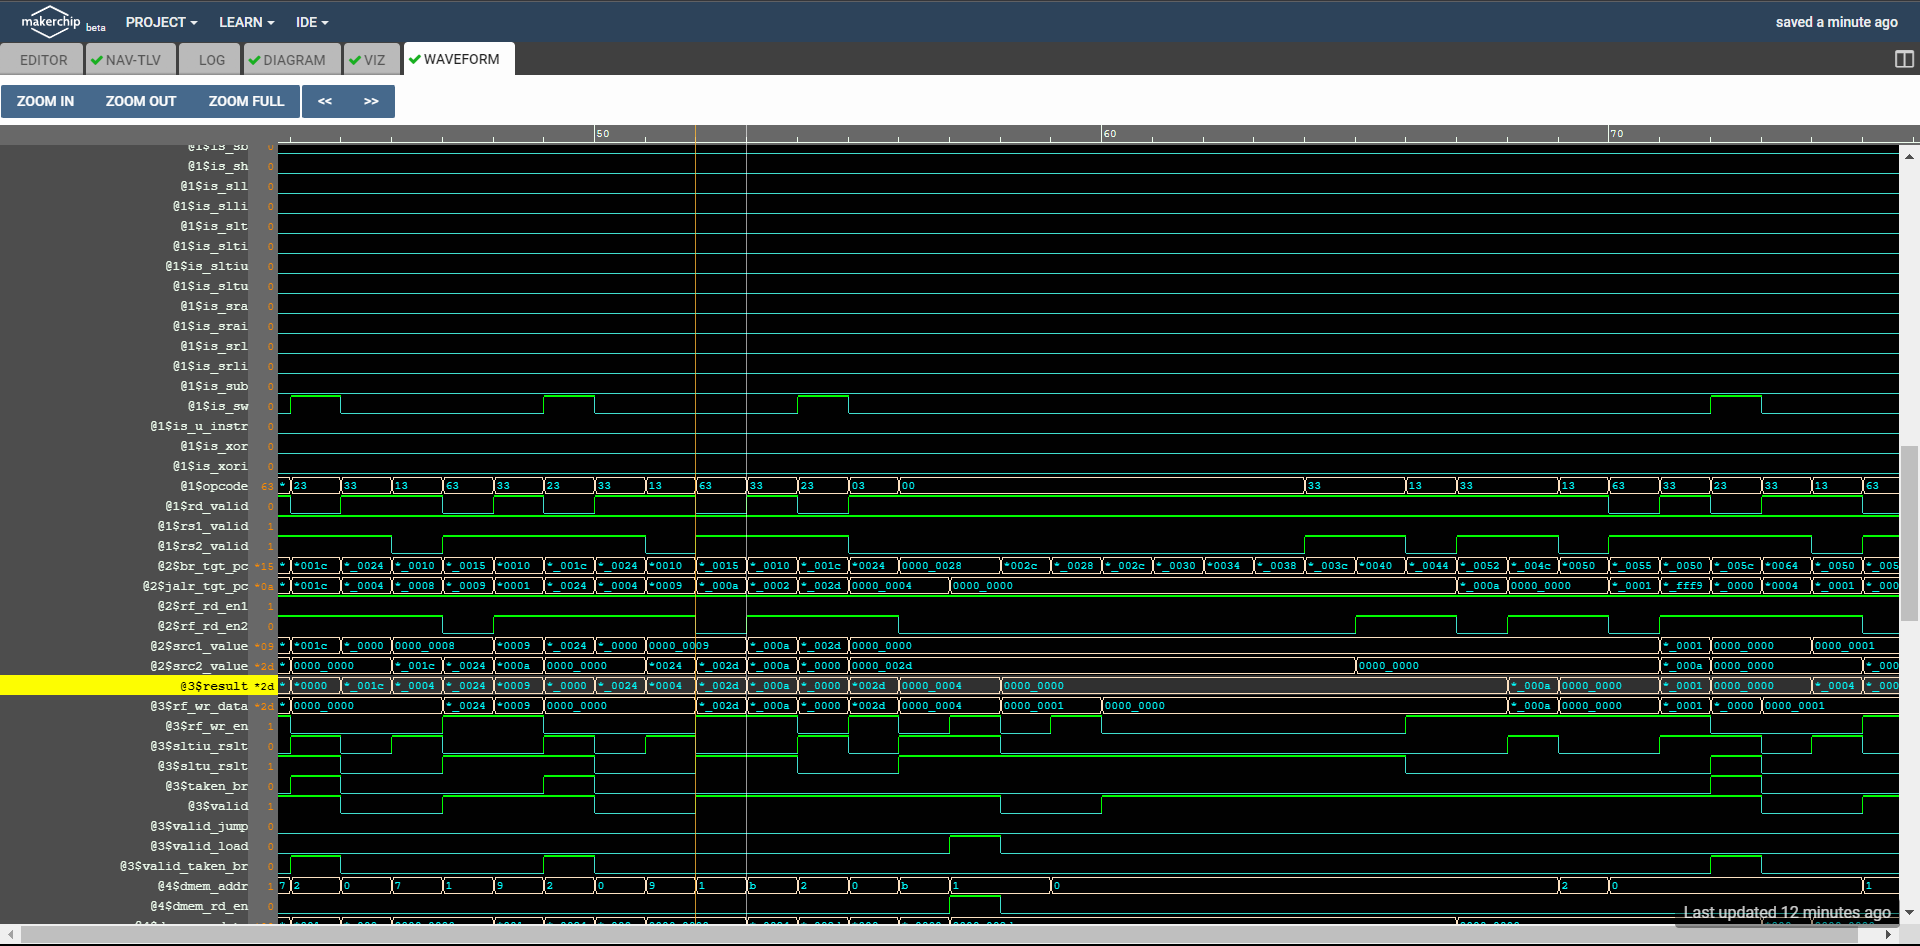 makerchip beta PROJECT LEARN IDE saved a minute ago
EDITOR NAV-TLV LOG DIAGRAM VIZ WAVEFORM
ZOOM IN ZOOM OUT ZOOM FULL << >>
50 60 70
@1$is_sb 0
@1$is_sh 0
@1$is_sll 0
@1$is_slli 0
@1$is_slt 0
@1$is_slti 0
@1$is_sltiu 0
@1$is_sltu 0
@1$is_sra 0
@1$is_srai 0
@1$is_srl 0
@1$is_srli 0
@1$is_sub 0
@1$is_sw 0
@1$is_u_instr 0
@1$is_xor 0
@1$is_xori 0
@1$opcode 63 * 23 33 13 63 33 23 33 13 63 33 23 03 00 33 13 33 13 63 33 23 33 13 63
@1$rd_valid 0
@1$rs1_valid 1
@1$rs2_valid 1
@2$br_tgt_pc *15 * *001c *_0024 *_0010 *_0015 *0010 *_001c *_0024 *0010 *_0015 *_0010 *_001c *0024 0000_0028 *002c *_0028 *_002c *_0030 *0034 *_0038 *_003c *0040 *_0044 *_0052 *_004c *0050 *_0055 *_0050 *_005c *0064 *_0050 *_005
@2$jalr_tgt_pc *0a * *001c *_0004 *_0008 *_0009 *0001 *_001c *_0024 *0004 *0009 *_000a *_0002 *_002d 0000_0004 0000_0000 *_000a 0000_0000 *_0001 *_fff9 *_0000 *0004 *_0001 *_000
@2$rf_rd_en1 1
@2$rf_rd_en2 0
@2$src1_value *09 * *001c *_0000 0000_0008 *0009 *_0024 *_0000 0000_0009 *_000a *_002d 0000_0000 *_0001 0000_0000 0000_0001
@2$src2_value *2d * 0000_0000 *_001c *_0024 *000a 0000_0000 *0024 *_002d *_000a *_0000 0000_002d 0000_0000 *_000a 0000_0000 *_000
@3$result *2d * *0000 *_001c *_0004 *_0024 *0009 *_0000 *_0024 *0004 *_002d *_000a *_0000 *002d 0000_0004 0000_0000 *_000a 0000_0000 *_0001 0000_0000 *_0004 *_000
@3$rf_wr_data *2d * 0000_0000 *_0024 *0009 0000_0000 *_002d *_000a *_0000 *002d 0000_0004 0000_0001 0000_0000 *_000a 0000_0000 *_0001 *_0000 0000_0001
@3$rf_wr_en 1
@3$sltiu_rslt 0
@3$sltu_rslt 1
@3$taken_br 0
@3$valid 1
@3$valid_jump 0
@3$valid_load 0
@3$valid_taken_br 0
@4$dmem_addr 1 7 2 0 7 1 9 2 0 9 1 b 2 0 b 1 0 2 0 1
@4$dmem_rd_en 0
Last updated 12 minutes ago